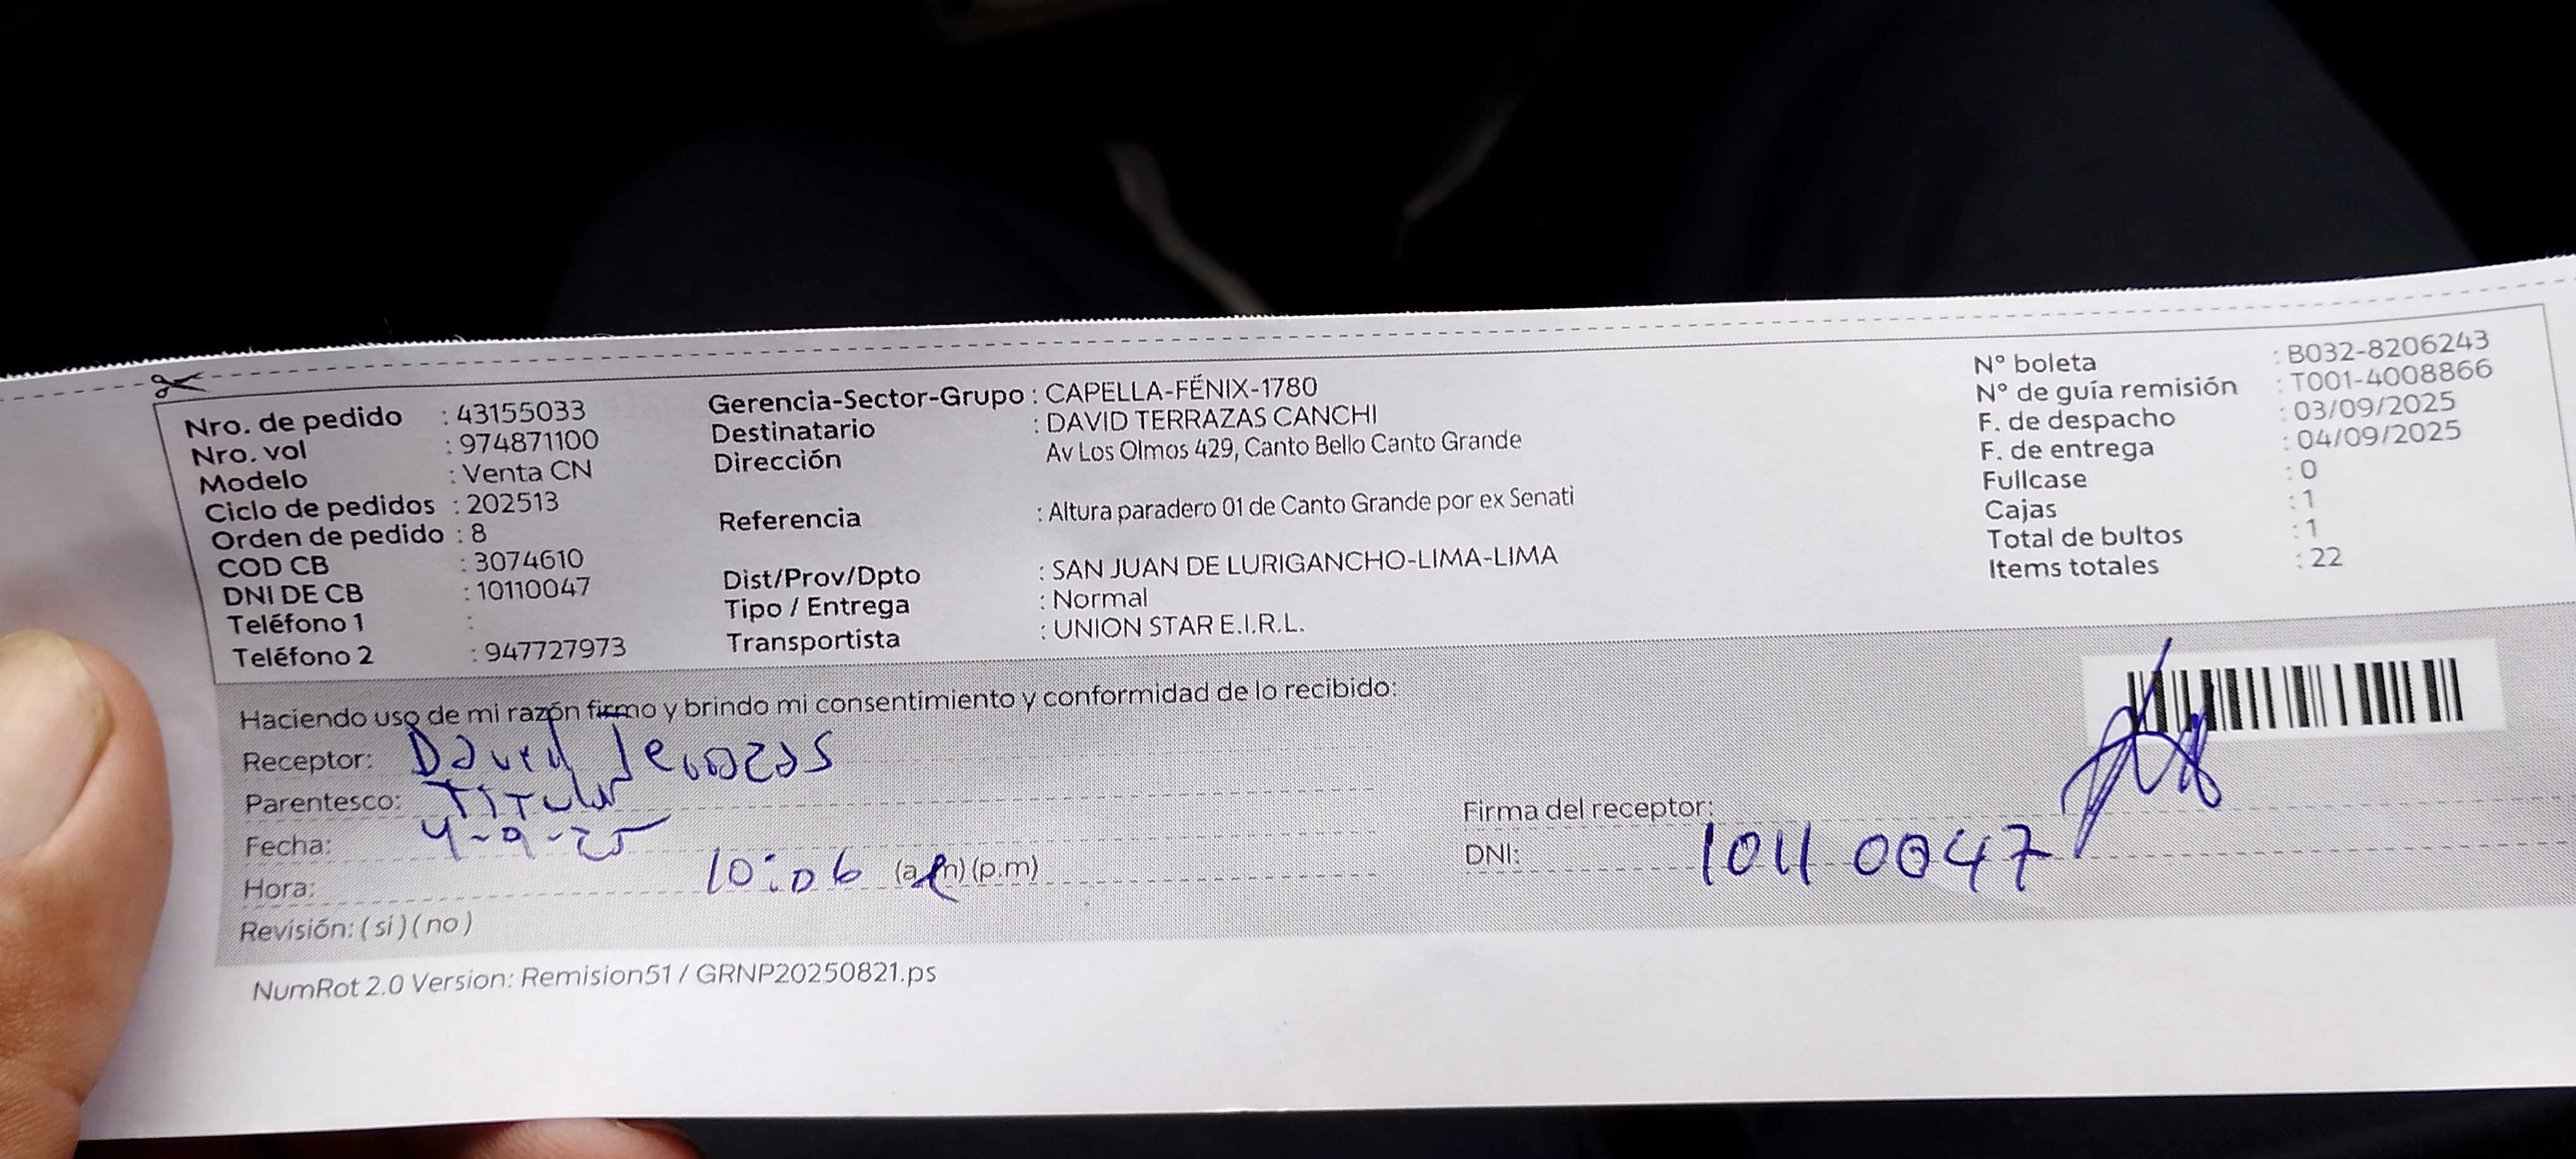 Nro. de pedido : 43155033
Nro. vol : 974871100
Modelo : Venta CN
Ciclo de pedidos : 202513
Orden de pedido : 8
COD CB : 3074610
DNI DE CB : 10110047
Teléfono 1 :
Teléfono 2 : 947727973
Gerencia-Sector-Grupo : CAPELLA-FÉNIX-1780
Destinatario : DAVID TERRAZAS CANCHI
Dirección Av Los Olmos 429, Canto Bello Canto Grande
Referencia : Altura paradero 01 de Canto Grande por ex Senati
Dist/Prov/Dpto : SAN JUAN DE LURIGANCHO-LIMA-LIMA
Tipo / Entrega : Normal
Transportista : UNION STAR E.I.R.L.
N° boleta : B032-8206243
N° de guía remisión : T001-4008866
F. de despacho : 03/09/2025
F. de entrega : 04/09/2025
Fullcase : 0
Cajas : 1
Total de bultos : 1
Items totales : 22
Haciendo uso de mi razón firmo y brindo mi consentimiento y conformidad de lo recibido:
Receptor: David Terrazas
Parentesco: Titular
Fecha: 4-9-25
Hora: 10:06 (a.m) (p.m)
Revisión: ( si ) ( no )
Firma del receptor:
DNI: 10110047
NumRot 2.0 Version: Remision51 / GRNP20250821.ps